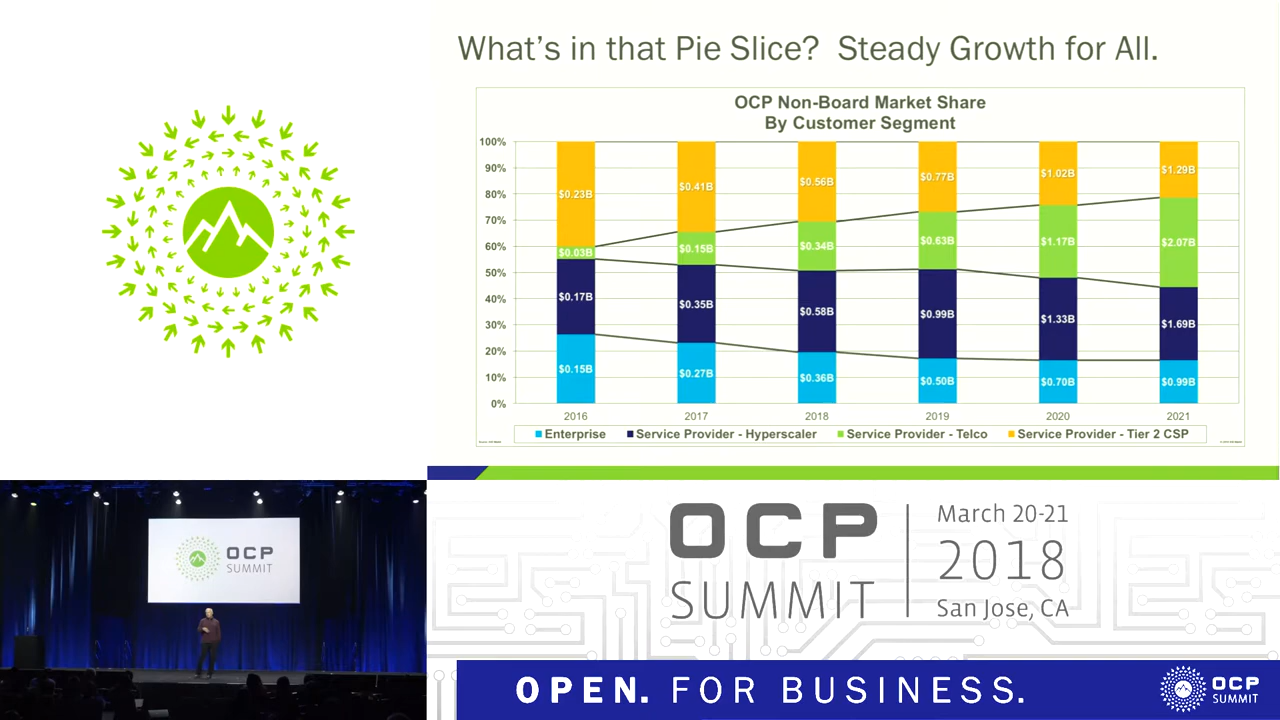 What's in that Pie Slice? Steady Growth for All.
OCP Non-Board Market Share
By Customer Segment
100%
90%
80%
70%
60%
50%
40%
30%
20%
10%
0%
$0.23B
$0.41B
$0.56B
$0.77B
$1.02B
$1.29B
$0.03B
$0.15B
$0.34B
$0.63B
$1.17B
$2.07B
$0.17B
$0.35B
$0.58B
$0.99B
$1.33B
$1.69B
$0.15B
$0.27B
$0.36B
$0.50B
$0.70B
$0.99B
2016 2017 2018 2019 2020 2021
Enterprise Service Provider - Hyperscaler Service Provider - Telco Service Provider - Tier 2 CSP
OCP
SUMMIT
OCP
SUMMIT
March 20-21
2018
San Jose, CA
OPEN. FOR BUSINESS.
OCP
SUMMIT